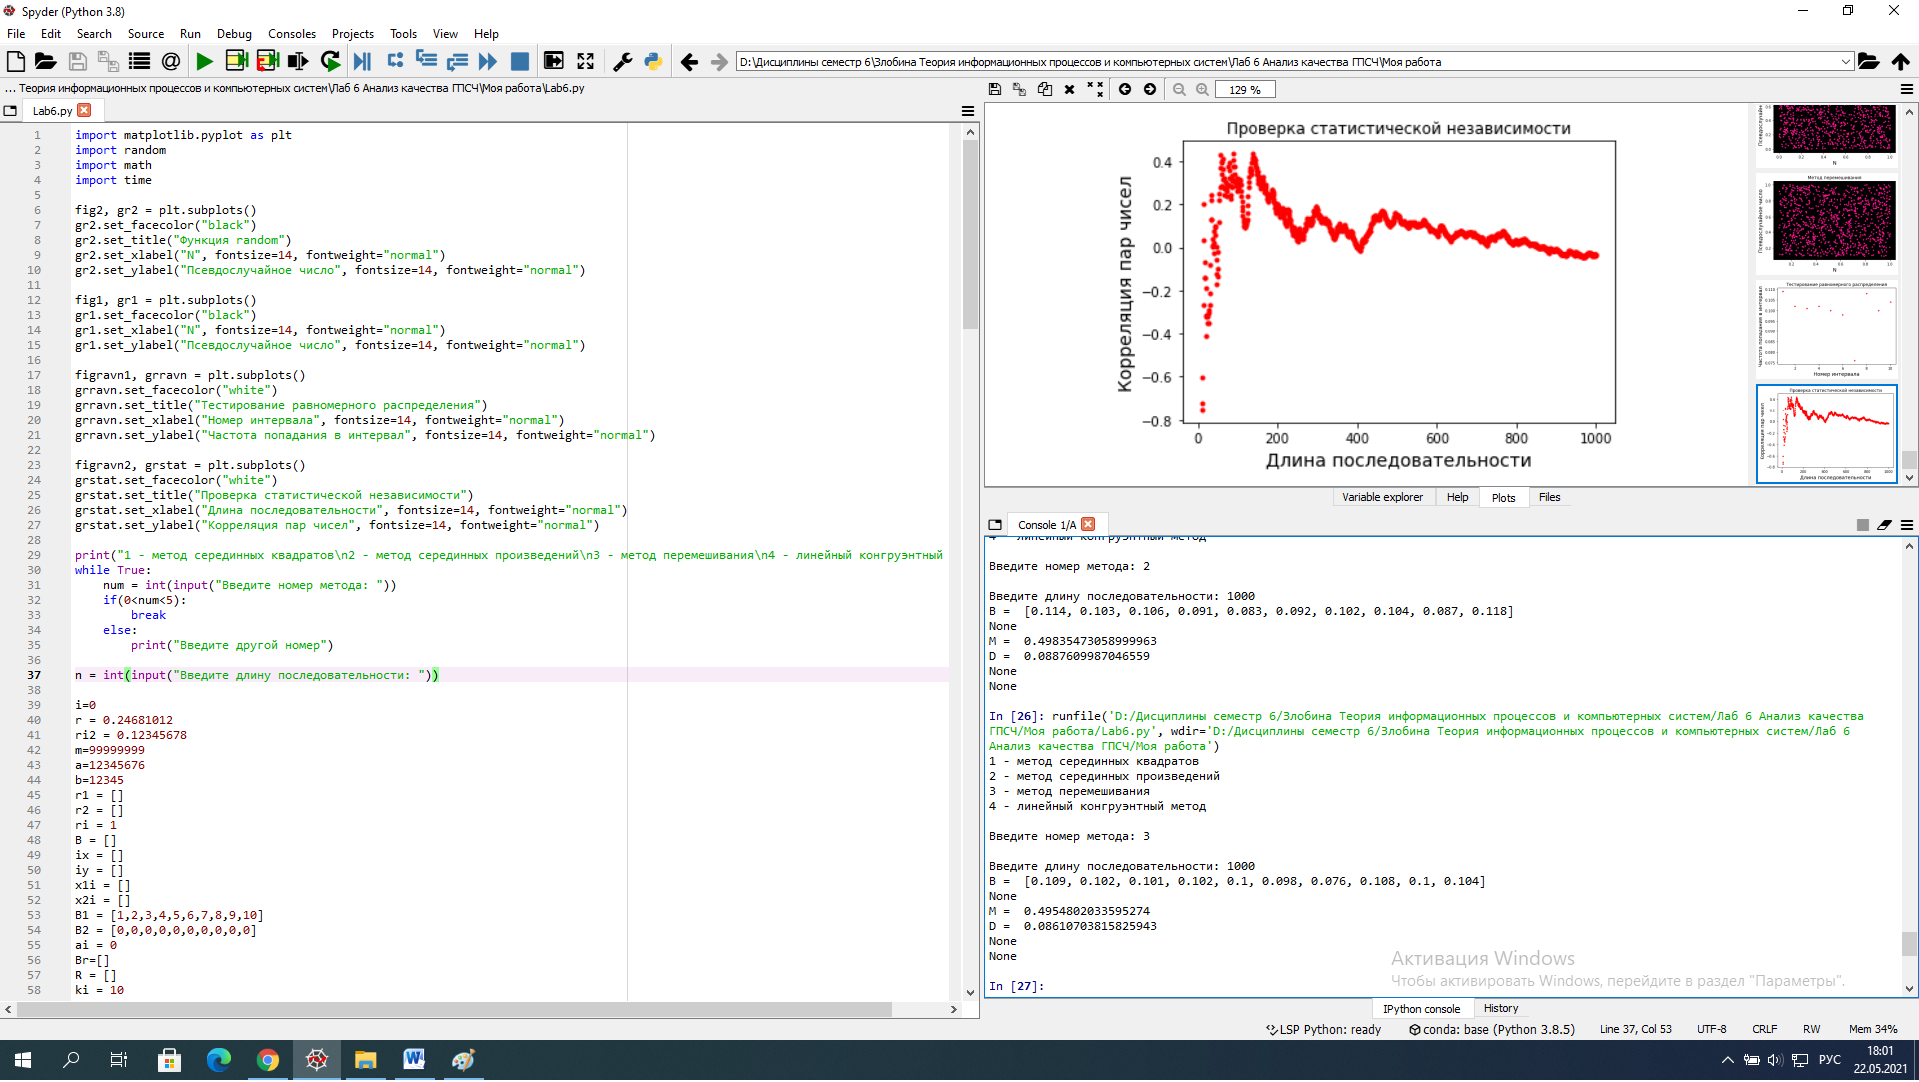 Spyder (Python 3.8)
File Edit Search Source Run Debug Consoles Projects Tools View Help
D:\Дисциплины семестр 6\Злобина Теория информационных процессов и компьютерных систем\Лаб 6 Анализ качества ГПСЧ\Моя работа
... Теория информационных процессов и компьютерных систем\Лаб 6 Анализ качества ГПСЧ\Моя работа\Lab6.py
Lab6.py
1 import matplotlib.pyplot as plt
2 import random
3 import math
4 import time
5
6 fig2, gr2 = plt.subplots()
7 gr2.set_facecolor("black")
8 gr2.set_title("Функция random")
9 gr2.set_xlabel("N", fontsize=14, fontweight="normal")
10 gr2.set_ylabel("Псевдослучайное число", fontsize=14, fontweight="normal")
11
12 fig1, gr1 = plt.subplots()
13 gr1.set_facecolor("black")
14 gr1.set_xlabel("N", fontsize=14, fontweight="normal")
15 gr1.set_ylabel("Псевдослучайное число", fontsize=14, fontweight="normal")
16
17 figravn1, grravn = plt.subplots()
18 grravn.set_facecolor("white")
19 grravn.set_title("Тестирование равномерного распределения")
20 grravn.set_xlabel("Номер интервала", fontsize=14, fontweight="normal")
21 grravn.set_ylabel("Частота попадания в интервал", fontsize=14, fontweight="normal")
22
23 figravn2, grstat = plt.subplots()
24 grstat.set_facecolor("white")
25 grstat.set_title("Проверка статистической независимости")
26 grstat.set_xlabel("Длина последовательности", fontsize=14, fontweight="normal")
27 grstat.set_ylabel("Корреляция пар чисел", fontsize=14, fontweight="normal")
28
29 print("1 - метод серединных квадратов\n2 - метод серединных произведений\n3 - метод перемешивания\n4 - линейный конгруэнтный
30 while True:
31 num = int(input("Введите номер метода: "))
32 if(0<num<5):
33 break
34 else:
35 print("Введите другой номер")
36
37 n = int(input("Введите длину последовательности: "))
38
39 i=0
40 r = 0.24681012
41 ri2 = 0.12345678
42 m=99999999
43 a=12345676
44 b=12345
45 r1 = []
46 r2 = []
47 ri = 1
48 B = []
49 ix = []
50 iy = []
51 x1i = []
52 x2i = []
53 B1 = [1,2,3,4,5,6,7,8,9,10]
54 B2 = [0,0,0,0,0,0,0,0,0,0]
55 ai = 0
56 Br=[]
57 R = []
58 ki = 10
129 %
Проверка статистической независимости
Корреляция пар чисел
0.4
0.2
0.0
−0.2
−0.4
−0.6
−0.8
0 200 400 600 800 1000
Длина последовательности
N
Метод перемешивания
Псевдослучайное число
N
Тестирование равномерного распределения
Частота попадания в интервал
Номер интервала
Проверка статистической независимости
Корреляция пар чисел
Длина последовательности
Variable explorer Help Plots Files
Console 1/A
4 - линейный конгруэнтный метод
Введите номер метода: 2
Введите длину последовательности: 1000
B = [0.114, 0.103, 0.106, 0.091, 0.083, 0.092, 0.102, 0.104, 0.087, 0.118]
None
M = 0.49835473058999963
D = 0.0887609987046559
None
None
In [26]: runfile('D:/Дисциплины семестр 6/Злобина Теория информационных процессов и компьютерных систем/Лаб 6 Анализ качества
ГПСЧ/Моя работа/Lab6.py', wdir='D:/Дисциплины семестр 6/Злобина Теория информационных процессов и компьютерных систем/Лаб 6
Анализ качества ГПСЧ/Моя работа')
1 - метод серединных квадратов
2 - метод серединных произведений
3 - метод перемешивания
4 - линейный конгруэнтный метод
Введите номер метода: 3
Введите длину последовательности: 1000
B = [0.109, 0.102, 0.101, 0.102, 0.1, 0.098, 0.076, 0.108, 0.1, 0.104]
None
M = 0.4954802033595274
D = 0.08610703815825943
None
None
In [27]:
Активация Windows
Чтобы активировать Windows, перейдите в раздел "Параметры".
IPython console History
LSP Python: ready conda: base (Python 3.8.5) Line 37, Col 53 UTF-8 CRLF RW Mem 34%
РУС
18:01
22.05.2021